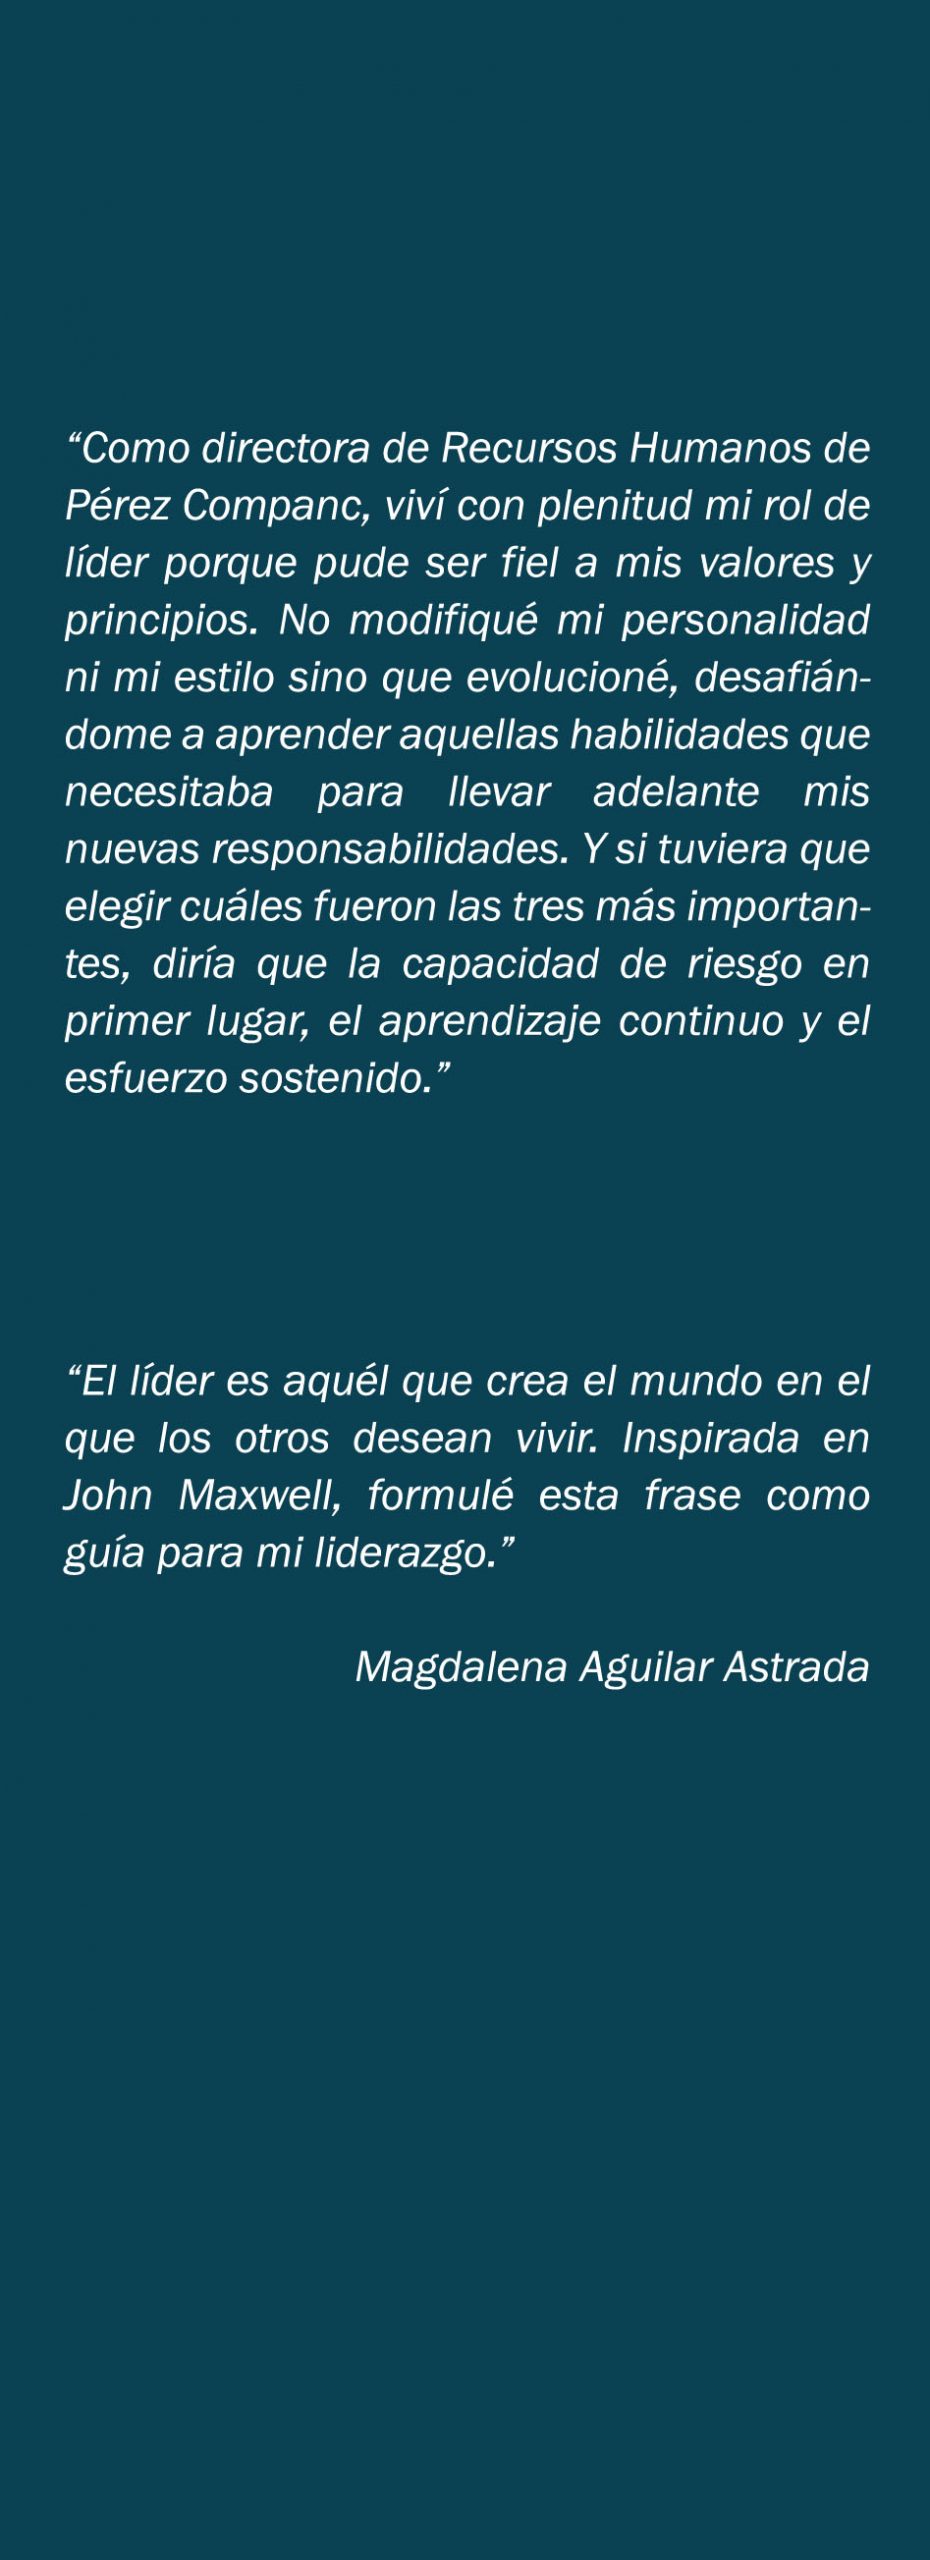 “Como directora de Recursos Humanos de
Pérez Companc, viví con plenitud mi rol de
líder porque pude ser fiel a mis valores y
principios. No modifiqué mi personalidad
ni mi estilo sino que evolucioné, desafián-
dome a aprender aquellas habilidades que
necesitaba para llevar adelante mis
nuevas responsabilidades. Y si tuviera que
elegir cuáles fueron las tres más importan-
tes, diría que la capacidad de riesgo en
primer lugar, el aprendizaje continuo y el
esfuerzo sostenido.”
“El líder es aquél que crea el mundo en el
que los otros desean vivir. Inspirada en
John Maxwell, formulé esta frase como
guía para mi liderazgo.”
Magdalena Aguilar Astrada